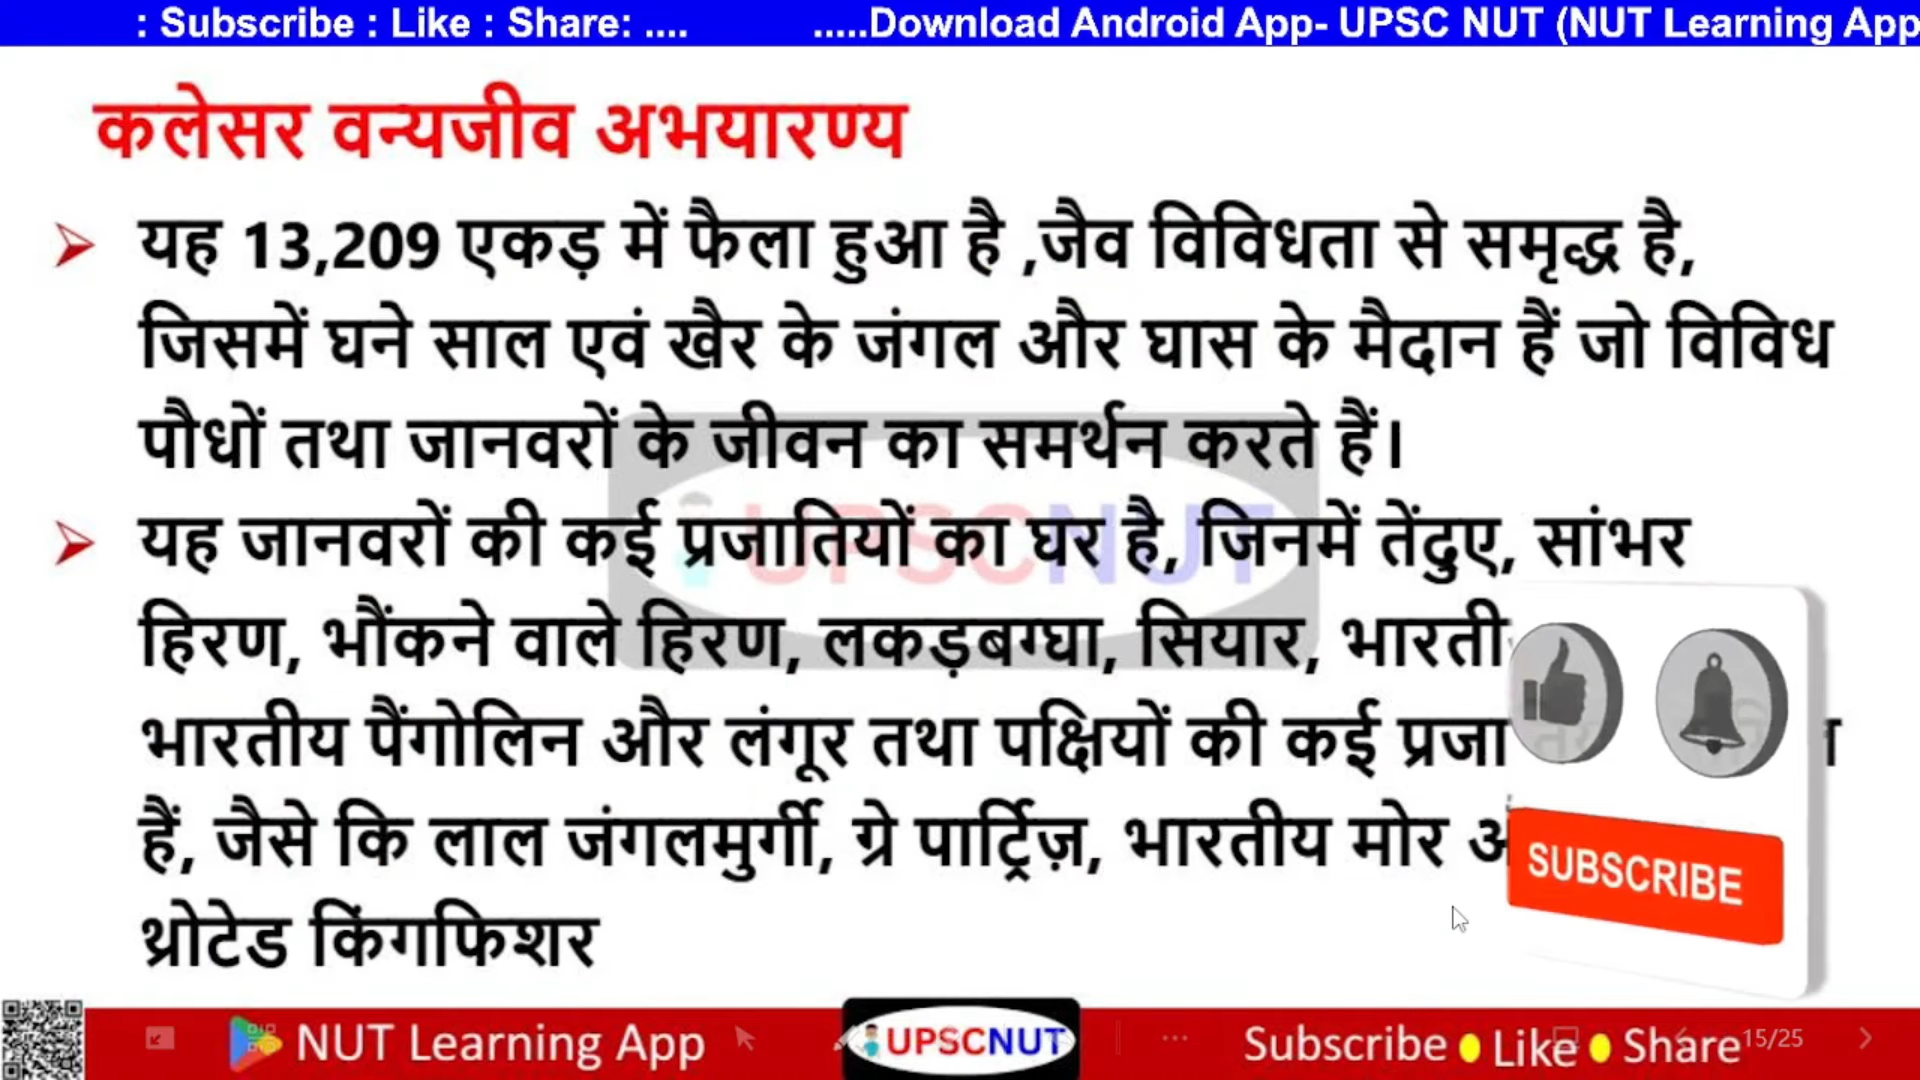 : Subscribe : Like : Share: .... .....Download Android App- UPSC NUT (NUT Learning App
कलेसर वन्यजीव अभयारण्य
यह 13,209 एकड़ में फैला हुआ है ,जैव विविधता से समृद्ध है,
जिसमें घने साल एवं खैर के जंगल और घास के मैदान हैं जो विविध
पौधों तथा जानवरों के जीवन का समर्थन करते हैं।
यह जानवरों की कई प्रजातियों का घर है, जिनमें तेंदुए, सांभर
हिरण, भौंकने वाले हिरण, लकड़बग्घा, सियार,
भारतीय पैंगोलिन और लंगूर तथा पक्षियों की कई
हैं, जैसे कि लाल जंगलमुर्गी, ग्रे पार्ट्रिज़, भारतीय मोर
थ्रोटेड किंगफिशर
UPSCNUT
SUBSCRIBE
NUT Learning App
UPSCNUT
Subscribe Like Share
15/25